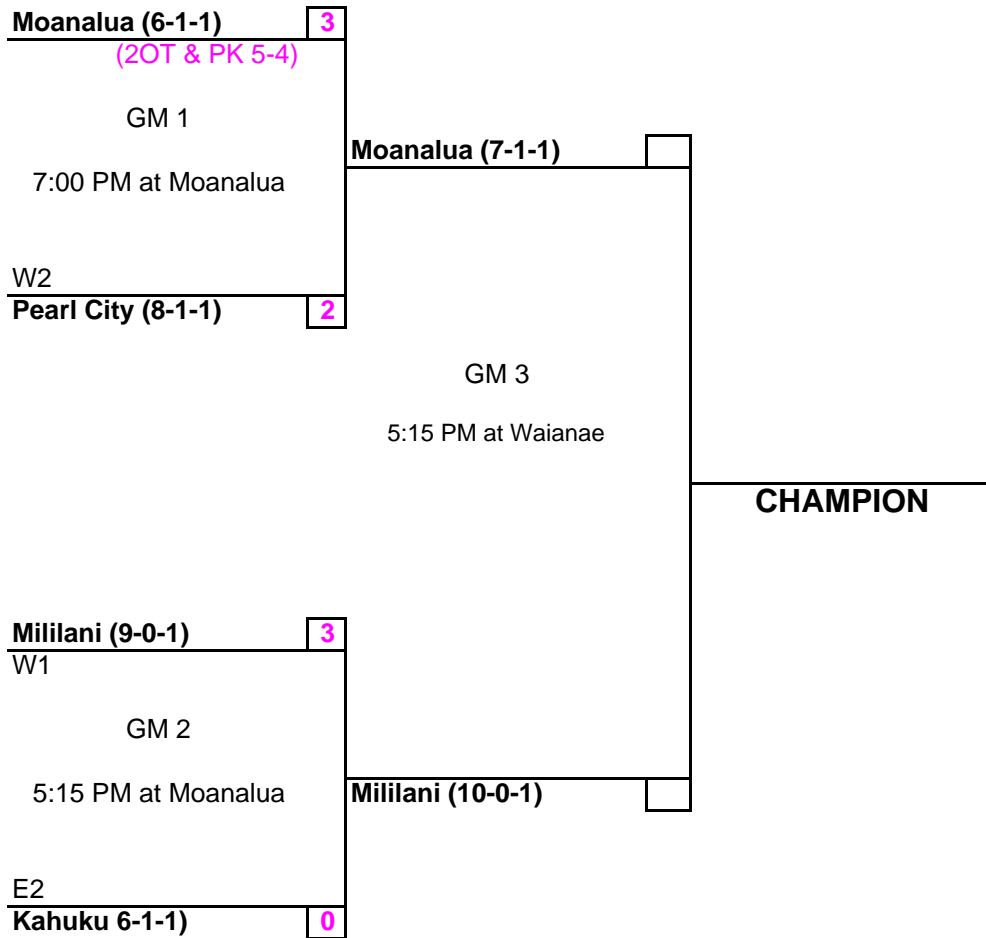 Moanalua (6-1-1) 3
(2OT & PK 5-4)
GM 1
Moanalua (7-1-1)
7:00 PM at Moanalua
W2
Pearl City (8-1-1) 2
GM 3
5:15 PM at Waianae
CHAMPION
Mililani (9-0-1) 3
W1
GM 2
5:15 PM at Moanalua
Mililani (10-0-1)
E2
Kahuku 6-1-1) 0